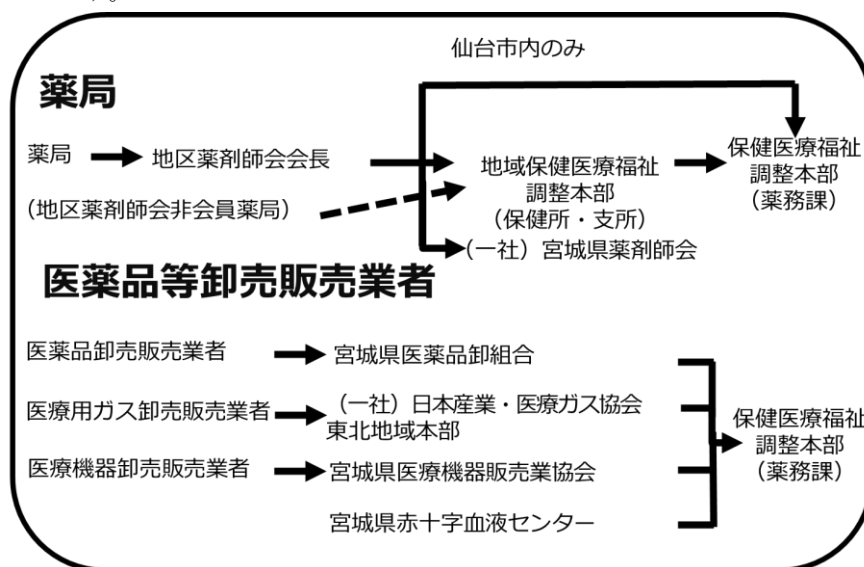 仙台市内のみ
薬局
薬局
地区薬剤師会会長
(地区薬剤師会非会員薬局)
地域保健医療福祉
調整本部
(保健所・支所)
(一社)宮城県薬剤師会
保健医療福祉
調整本部
(薬務課)
医薬品等卸売販売業者
医薬品卸売販売業者
宮城県医薬品卸組合
医療用ガス卸売販売業者
(一社)日本産業・医療ガス協会
東北地域本部
医療機器卸売販売業者
宮城県医療機器販売業協会
宮城県赤十字血液センター
保健医療福祉
調整本部
(薬務課)